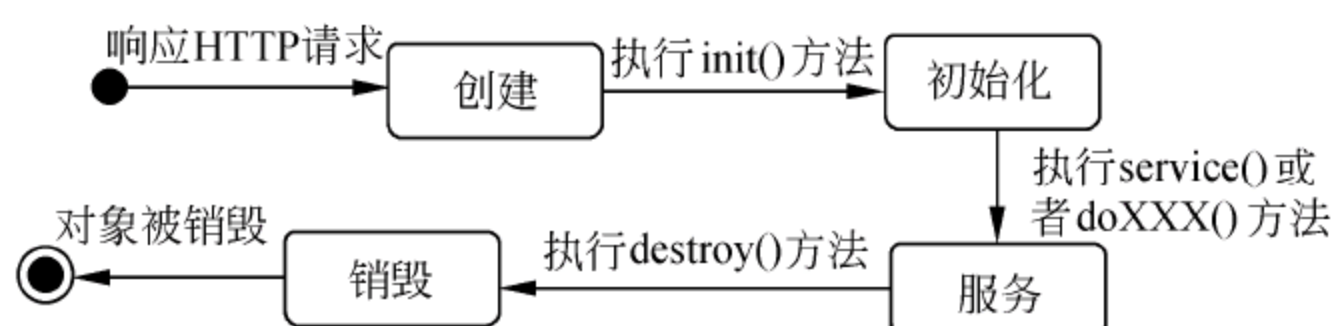 响应HTTP请求
创建
执行init()方法
初始化
执行service()或
者doXXX()方法
服务
执行destroy()方法
销毁
对象被销毁